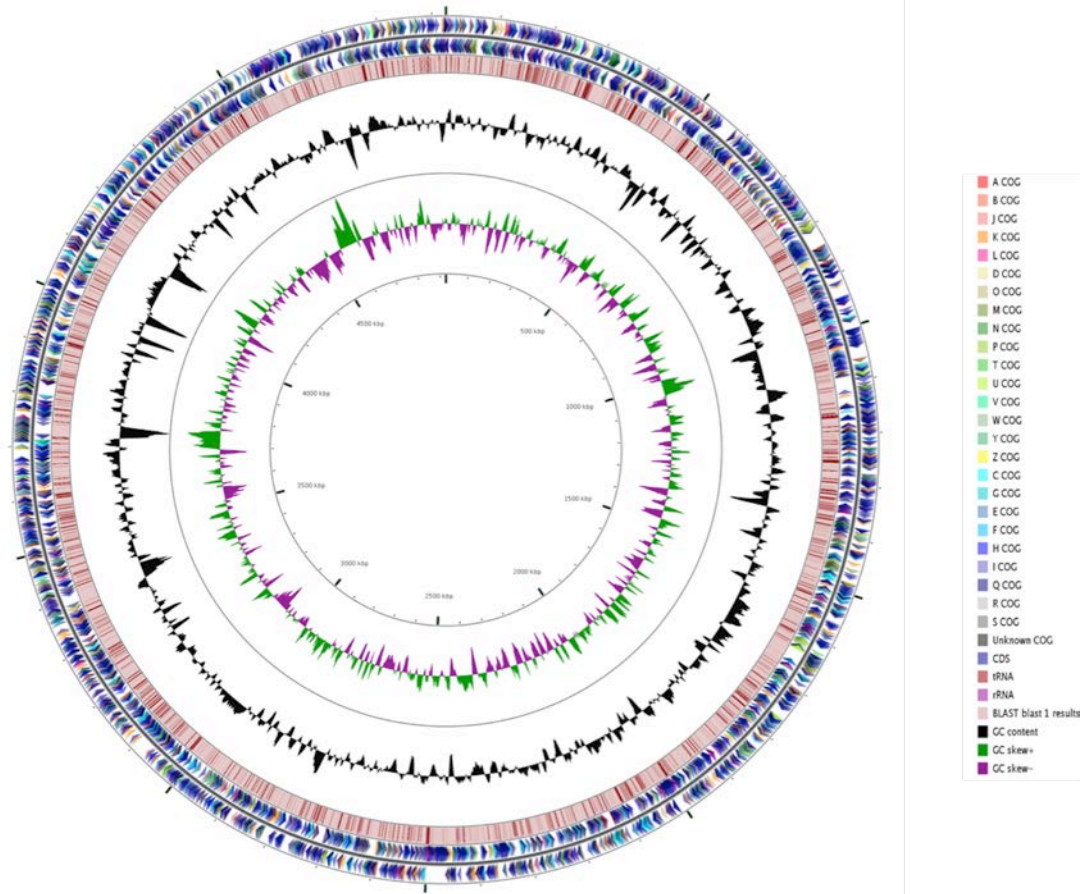 4500 kbp
500 kbp
4000 kbp
1000 kbp
3500 kbp
1500 kbp
3000 kbp
2000 kbp
2500 kbp
A COG
B COG
J COG
K COG
L COG
D COG
O COG
M COG
N COG
P COG
T COG
U COG
V COG
W COG
Y COG
Z COG
C COG
G COG
E COG
F COG
H COG
I COG
Q COG
R COG
S COG
Unknown COG
CDS
tRNA
rRNA
BLAST blast 1 results
GC content
GC skew+
GC skew-